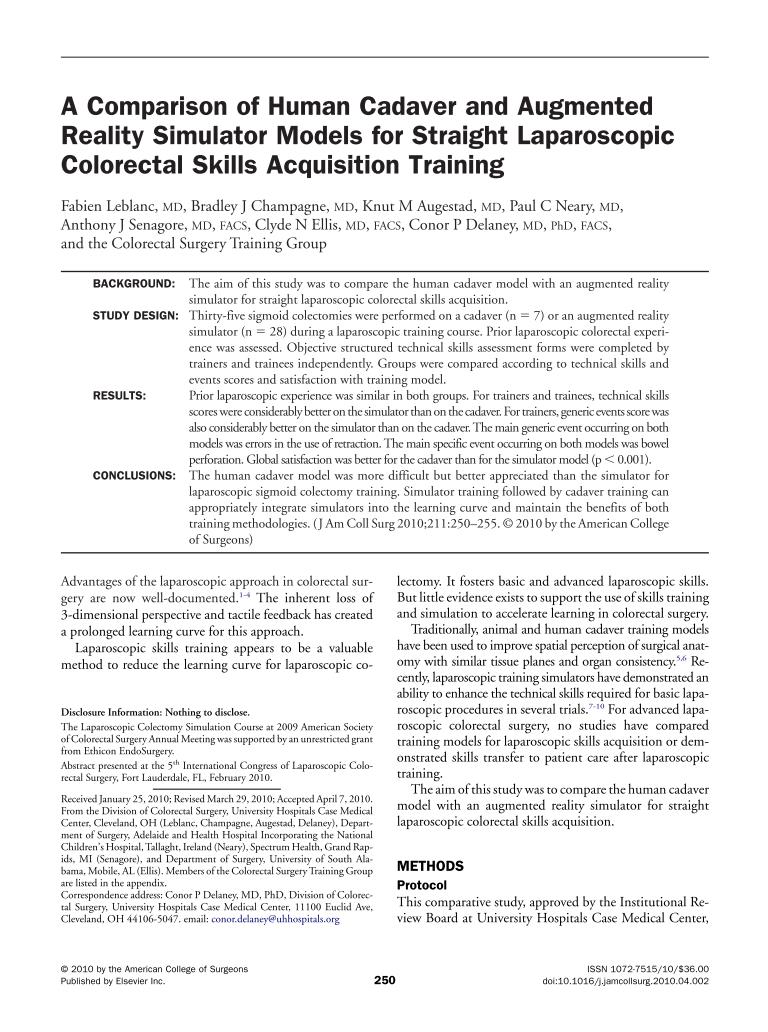 A Comparison of Human Cadaver and Augmented
Reality Simulator Models for Straight Laparoscopic
Colorectal Skills Acquisition Training
Fabien Leblanc, MD, Bradley J Champagne, MD, Knut M Augestad, MD, Paul C Neary, MD,
Anthony J Senagore, MD, FACS, Clyde N Ellis, MD, FACS, Conor P Delaney, MD, PhD, FACS,
and the Colorectal Surgery Training Group
BACKGROUND: The aim of this study was to compare the human cadaver model with an augmented reality
simulator for straight laparoscopic colorectal skills acquisition.
STUDY DESIGN: Thirty-five sigmoid colectomies were performed on a cadaver (n = 7) or an augmented reality
simulator (n = 28) during a laparoscopic training course. Prior laparoscopic colorectal experi-
ence was assessed. Objective structured technical skills assessment forms were completed by
trainers and trainees independently. Groups were compared according to technical skills and
events scores and satisfaction with training model.
RESULTS: Prior laparoscopic experience was similar in both groups. For trainers and trainees, technical skills
scores were considerably better on the simulator than on the cadaver. For trainers, generic events score was
also considerably better on the simulator than on the cadaver. The main generic event occurring on both
models was errors in the use of retraction. The main specific event occurring on both models was bowel
perforation. Global satisfaction was better for the cadaver than for the simulator model (p < 0.001).
CONCLUSIONS: The human cadaver model was more difficult but better appreciated than the simulator for
laparoscopic sigmoid colectomy training. Simulator training followed by cadaver training can
appropriately integrate simulators into the learning curve and maintain the benefits of both
training methodologies. (J Am Coll Surg 2010;211:250–255. © 2010 by the American College
of Surgeons)
Advantages of the laparoscopic approach in colorectal sur-
gery are now well-documented.1-4 The inherent loss of
3-dimensional perspective and tactile feedback has created
a prolonged learning curve for this approach.
Laparoscopic skills training appears to be a valuable
method to reduce the learning curve for laparoscopic co-
Disclosure Information: Nothing to disclose.
The Laparoscopic Colectomy Simulation Course at 2009 American Society
of Colorectal Surgery Annual Meeting was supported by an unrestricted grant
from Ethicon EndoSurgery.
Abstract presented at the 5th International Congress of Laparoscopic Colo-
rectal Surgery, Fort Lauderdale, FL, February 2010.
Received January 25, 2010; Revised March 29, 2010; Accepted April 7, 2010.
From the Division of Colorectal Surgery, University Hospitals Case Medical
Center, Cleveland, OH (Leblanc, Champagne, Augestad, Delaney), Depart-
ment of Surgery, Adelaide and Health Hospital Incorporating the National
Children's Hospital, Tallaght, Ireland (Neary), Spectrum Health, Grand Rap-
ids, MI (Senagore), and Department of Surgery, University of South Ala-
bama, Mobile, AL (Ellis). Members of the Colorectal Surgery Training Group
are listed in the appendix.
Correspondence address: Conor P Delaney, MD, PhD, Division of Colorec-
tal Surgery, University Hospitals Case Medical Center, 11100 Euclid Ave,
Cleveland, OH 44106-5047. email: conor.delaney@uhhospitals.org
lectomy. It fosters basic and advanced laparoscopic skills.
But little evidence exists to support the use of skills training
and simulation to accelerate learning in colorectal surgery.
Traditionally, animal and human cadaver training models
have been used to improve spatial perception of surgical anat-
omy with similar tissue planes and organ consistency.5,6 Re-
cently, laparoscopic training simulators have demonstrated an
ability to enhance the technical skills required for basic lapa-
roscopic procedures in several trials.7-10 For advanced lapa-
roscopic colorectal surgery, no studies have compared
training models for laparoscopic skills acquisition or dem-
onstrated skills transfer to patient care after laparoscopic
training.
The aim of this study was to compare the human cadaver
model with an augmented reality simulator for straight
laparoscopic colorectal skills acquisition.
METHODS
Protocol
This comparative study, approved by the Institutional Re-
view Board at University Hospitals Case Medical Center,
© 2010 by the American College of Surgeons
Published by Elsevier Inc.
250
ISSN 1072-7515/10/$36.00
doi:10.1016/j.jamcollsurg.2010.04.002